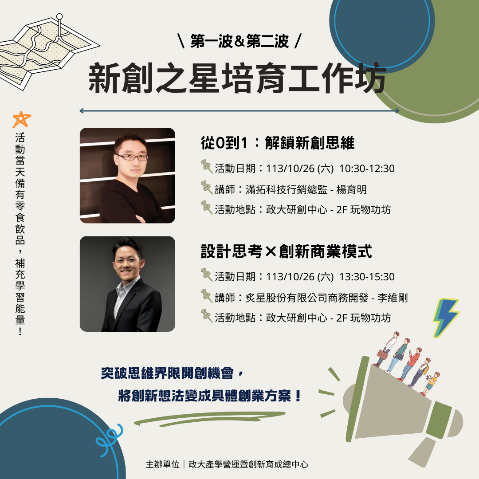 第一波&第二波
新創之星培育工作坊
活動當天備有零食飲品，補充學習能量！
從0到1：解鎖新創思維
活動日期：113/10/26 (六) 10:30-12:30
講師：滿拓科技行銷總監 - 楊育明
活動地點：政大研創中心 - 2F 玩物功坊
設計思考×創新商業模式
活動日期：113/10/26 (六) 13:30-15:30
講師：炙星股份有限公司商務開發 - 李維剛
活動地點：政大研創中心 - 2F 玩物功坊
突破思維界限開創機會，
將創新想法變成具體創業方案！
主辦單位｜政大產學營運暨創新育成總中心